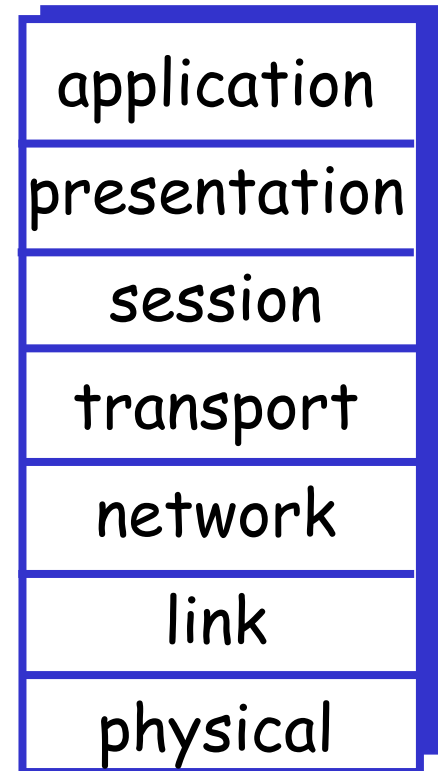 application
presentation
session
transport
network
link
physical